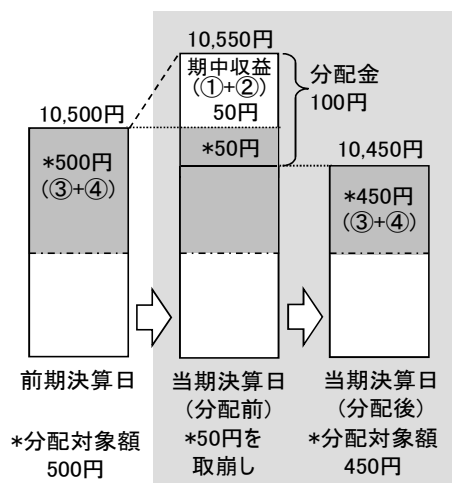 10,550円
期中収益
(①+②)
50円
分配金
100円
10,500円
*50円
10,450円
*500円
(③+④)
*450円
(③+④)
前期決算日
当期決算日
(分配前)
当期決算日
(分配後)
*分配対象額
500円
*50円を
取崩し
*分配対象額
450円